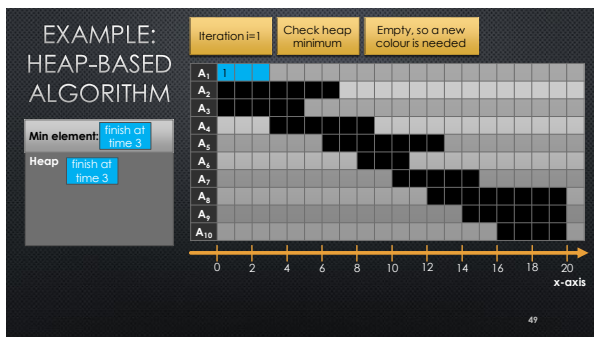 EXAMPLE:
HEAP-BASED
ALGORITHM
Iteration i=1
Check heap
minimum
Empty, so a new
colour is needed
Min element:
finish at
time 3
Heap
finish at
time 3
A1 1
A2
A3
A4
A5
A6
A7
A8
A9
A10
0 2 4 6 8 10 12 14 16 18 20
x-axis
49